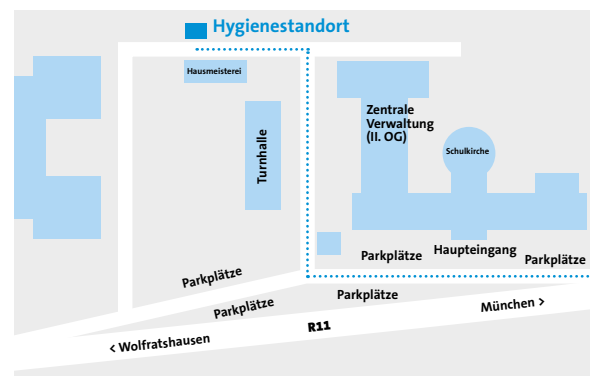 Hygienestandort
Hausmeisterei
Zentrale
Verwaltung
(II. OG)
Turnhalle
Schulkirche
Parkplätze
Haupteingang
Parkplätze
Parkplätze
Parkplätze
Parkplätze
München >
R11
< Wolfratshausen